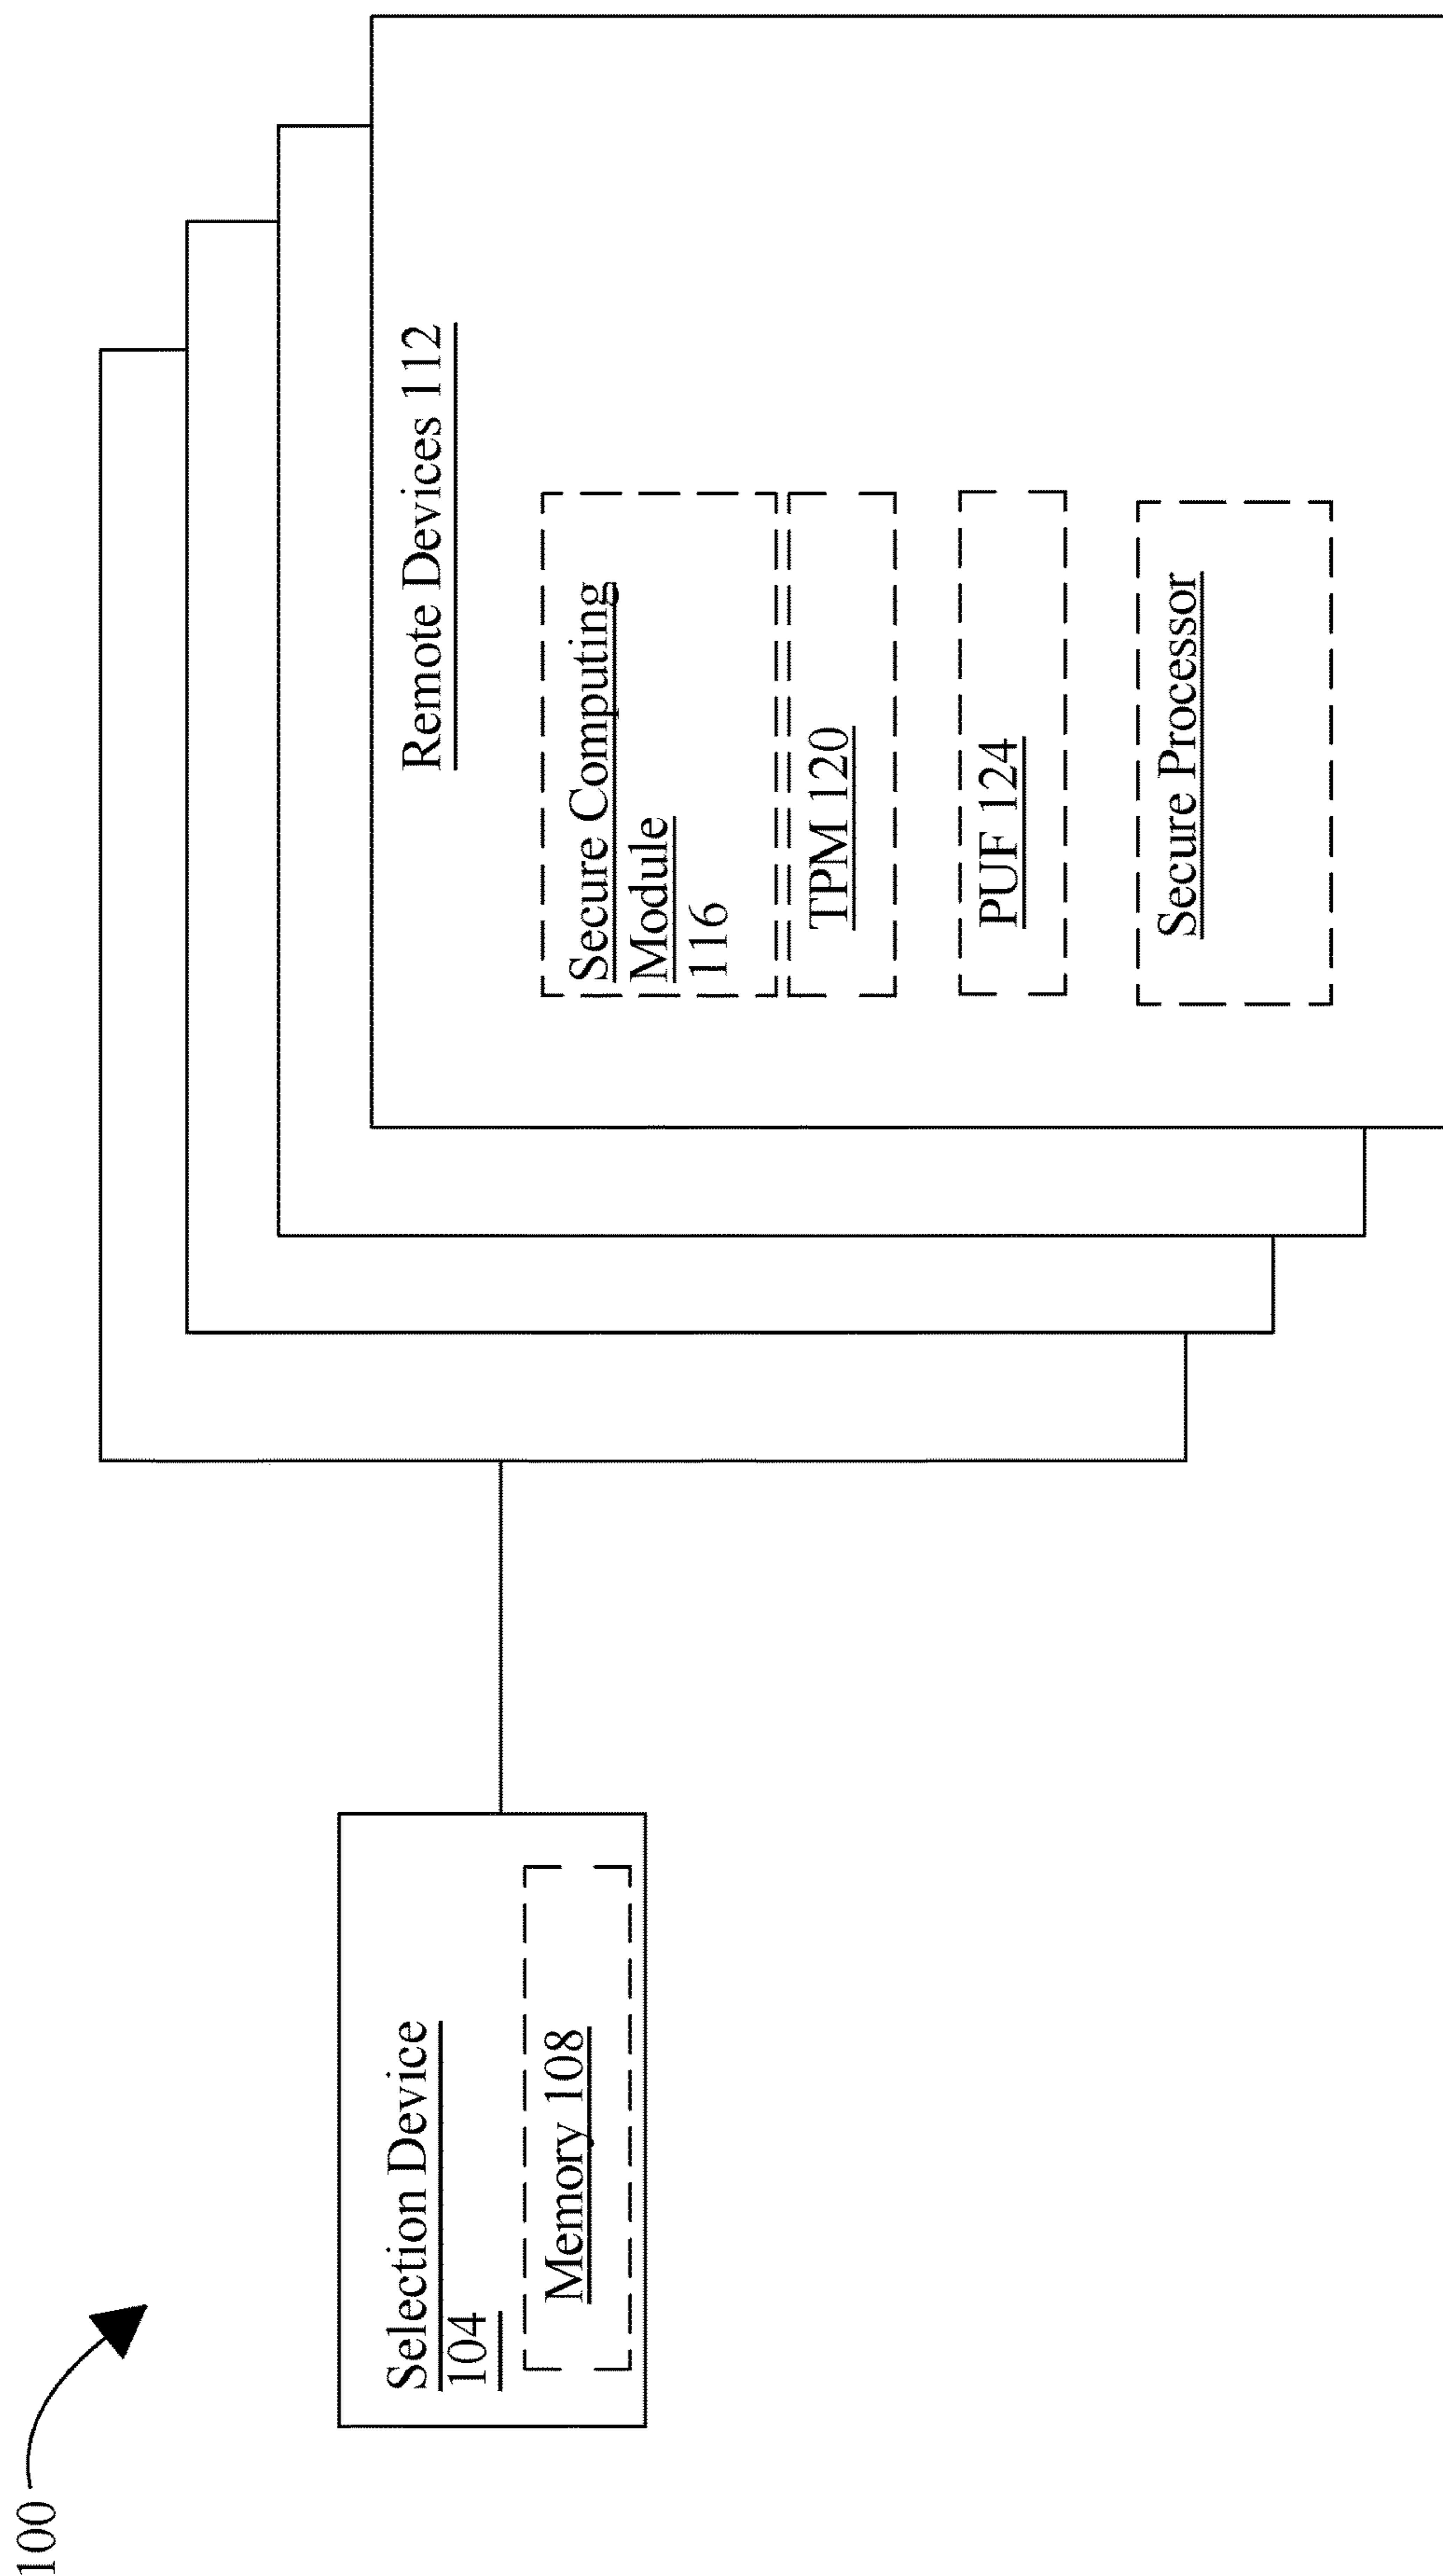 100
Selection Device
104
Memory 108
Remote Devices 112
Secure Computing
Module
116
TPM 120
PUF 124
Secure Processor